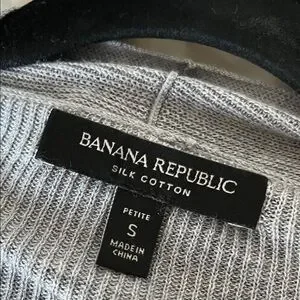 BANANA REPUBLIC
SILK COTTON
PETITE
S
MADE IN
CHINA